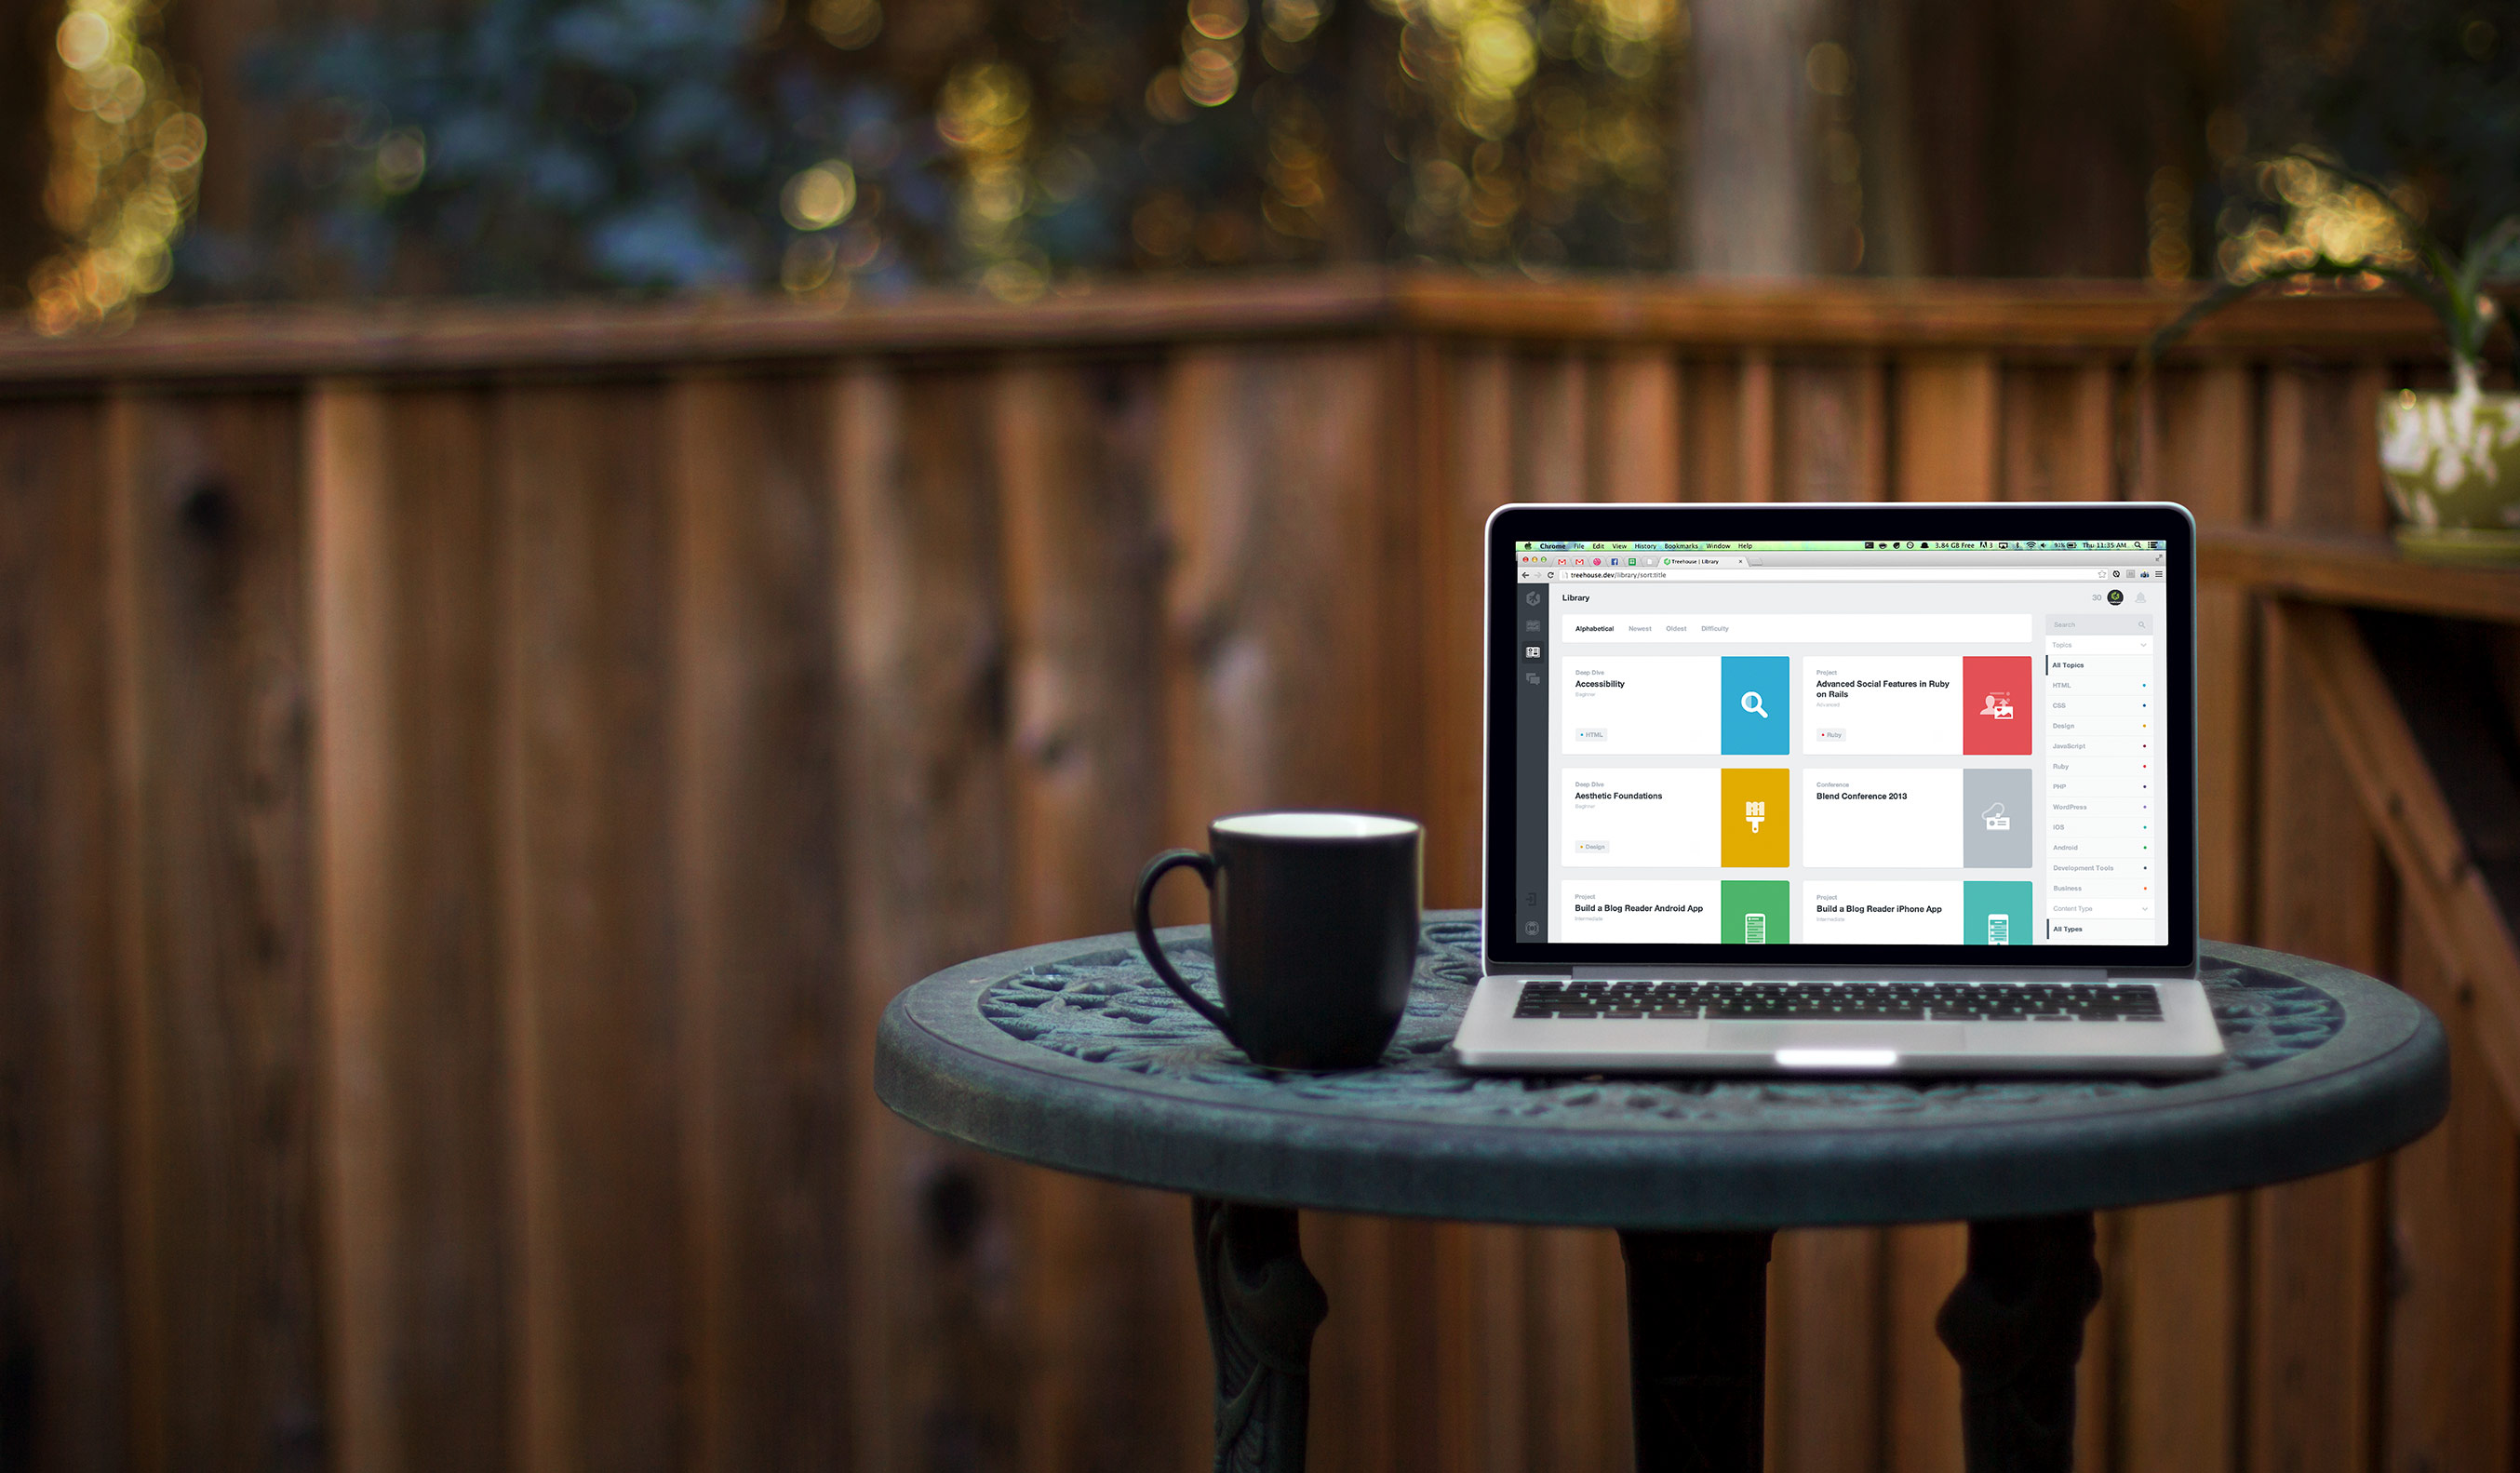 Chrome File Edit View History Bookmarks Window Help 3.84 GB Free 3 91% Thu 11:35 AM
Treehouse | Library
treehouse.dev/library/sort:title
Library
30
Alphabetical Newest Oldest Difficulty
Deep Dive
Accessibility
Beginner
HTML
Project
Advanced Social Features in Ruby
on Rails
Advanced
Ruby
Deep Dive
Aesthetic Foundations
Beginner
Design
Conference
Blend Conference 2013
Project
Build a Blog Reader Android App
Intermediate
Project
Build a Blog Reader iPhone App
Intermediate
Search
Topics
All Topics
HTML
CSS
Design
JavaScript
Ruby
PHP
WordPress
iOS
Android
Development Tools
Business
Content Type
All Types